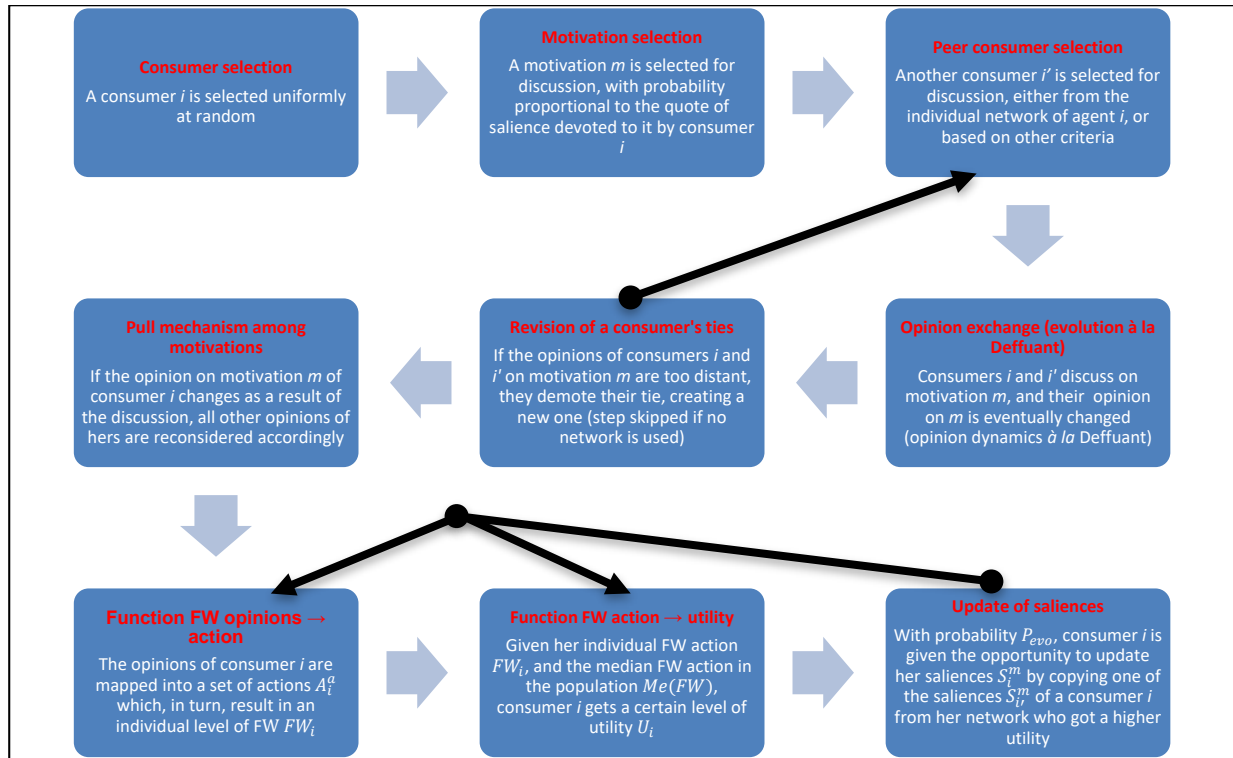 Consumer selection
A consumer i is selected uniformly
at random
Motivation selection
A motivation m is selected for
discussion, with probability
proportional to the quote of
salience devoted to it by consumer
i
Peer consumer selection
Another consumer i' is selected for
discussion, either from the
individual network of agent i, or
based on other criteria
Pull mechanism among
motivations
If the opinion on motivation m of
consumer i changes as a result of
the discussion, all other opinions of
hers are reconsidered accordingly
Revision of a consumer's ties
If the opinions of consumers i and
i' on motivation m are too distant,
they demote their tie, creating a
new one (step skipped if no
network is used)
Opinion exchange (evolution à la
Deffuant)
Consumers i and i' discuss on
motivation m, and their opinion
on m is eventually changed
(opinion dynamics à la Deffuant)
Function FW opinions →
action
The opinions of consumer i are
mapped into a set of actions A_i^a
which, in turn, result in an
individual level of FW FW_i
Function FW action → utility
Given her individual FW action
FW_i, and the median FW action in
the population Me(FW),
consumer i gets a certain level of
utility U_i
Update of saliences
With probability P_evo, consumer i is
given the opportunity to update
her saliences S_i^m by copying one of
the saliences S_i'^m of a consumer i
from her network who got a higher
utility